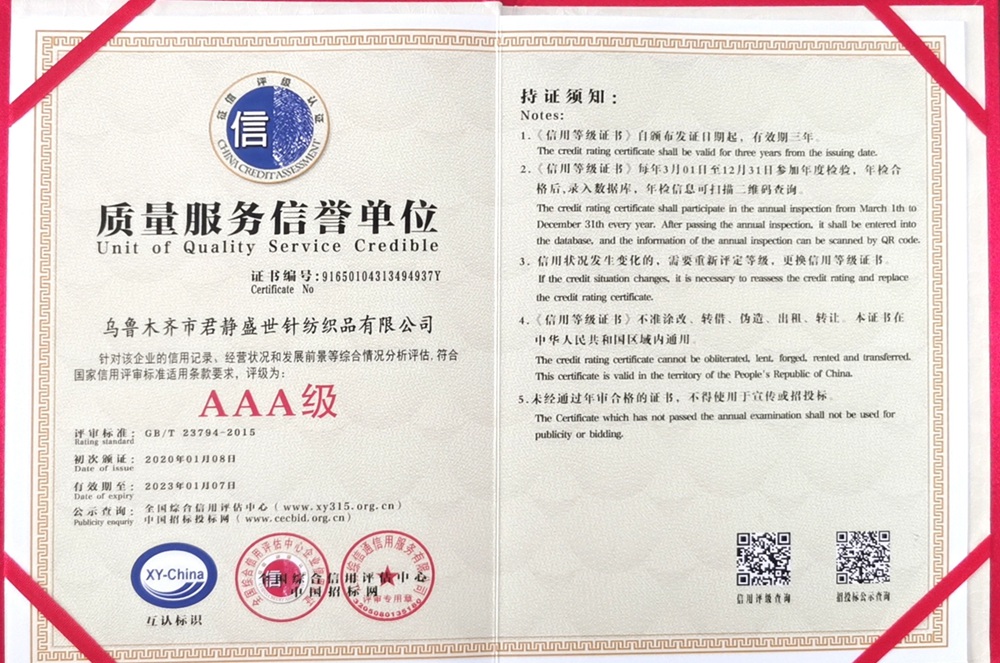 征信评级认证
信
CHINA CREDIT ASSESSMENT
质量服务信誉单位
Unit of Quality Service Credible
证书编号:91650104313494937Y
Certificate No
乌鲁木齐市君静盛世针纺织品有限公司
针对该企业的信用记录、经营状况和发展前景等综合情况分析评估,符合
国家信用评审标准适用条款要求，评级为:
AAA级
评审标准: GB/T 23794-2015
Rating standard
初次颁证: 2020年01月08日
Date of issue
有效期至: 2023年01月07日
Date of expiry
公示查询: 全国综合信用评估中心（www.xy315.org.cn）
Publicity enquriy 中国招标投标网（www.cecbid.org.cn）
XY-China
互认标识
全国综合信用评估中心
中国招标网
信
评审专用章
持证须知:
Notes:
1.《信用等级证书》自颁布发证日期起，有效期三年。
The credit rating certificate shall be valid for three years from the issuing date.
2.《信用等级证书》每年3月01日至12月31日参加年度检验，年检合
格后,录入数据库，年检信息可扫描二维码查询。
The credit rating certificate shall participate in the annual inspection from March 1th to
December 31th every year. After passing the annual inspection, it shall be entered into
the database, and the information of the annual inspection can be scanned by QR code.
3. 信用状况发生变化的，需要重新评定等级，更换信用等级证书。
If the credit situation changes, it is necessary to reassess the credit rating and replace
the credit rating certificate.
4.《信用等级证书》不准涂改、转借、伪造、出租、转让。本证书在
中华人民共和国区域内通用。
The credit rating certificate cannot be obliterated, lent, forged, rented and transferred.
This certificate is valid in the territory of the People's Republic of China.
5.未经通过年审合格的证书，不得使用于宣传或招投标。
The Certificate which has not passed the annual examination shall not be used for
publicity or bidding.
信用评级查询
招投标公示查询